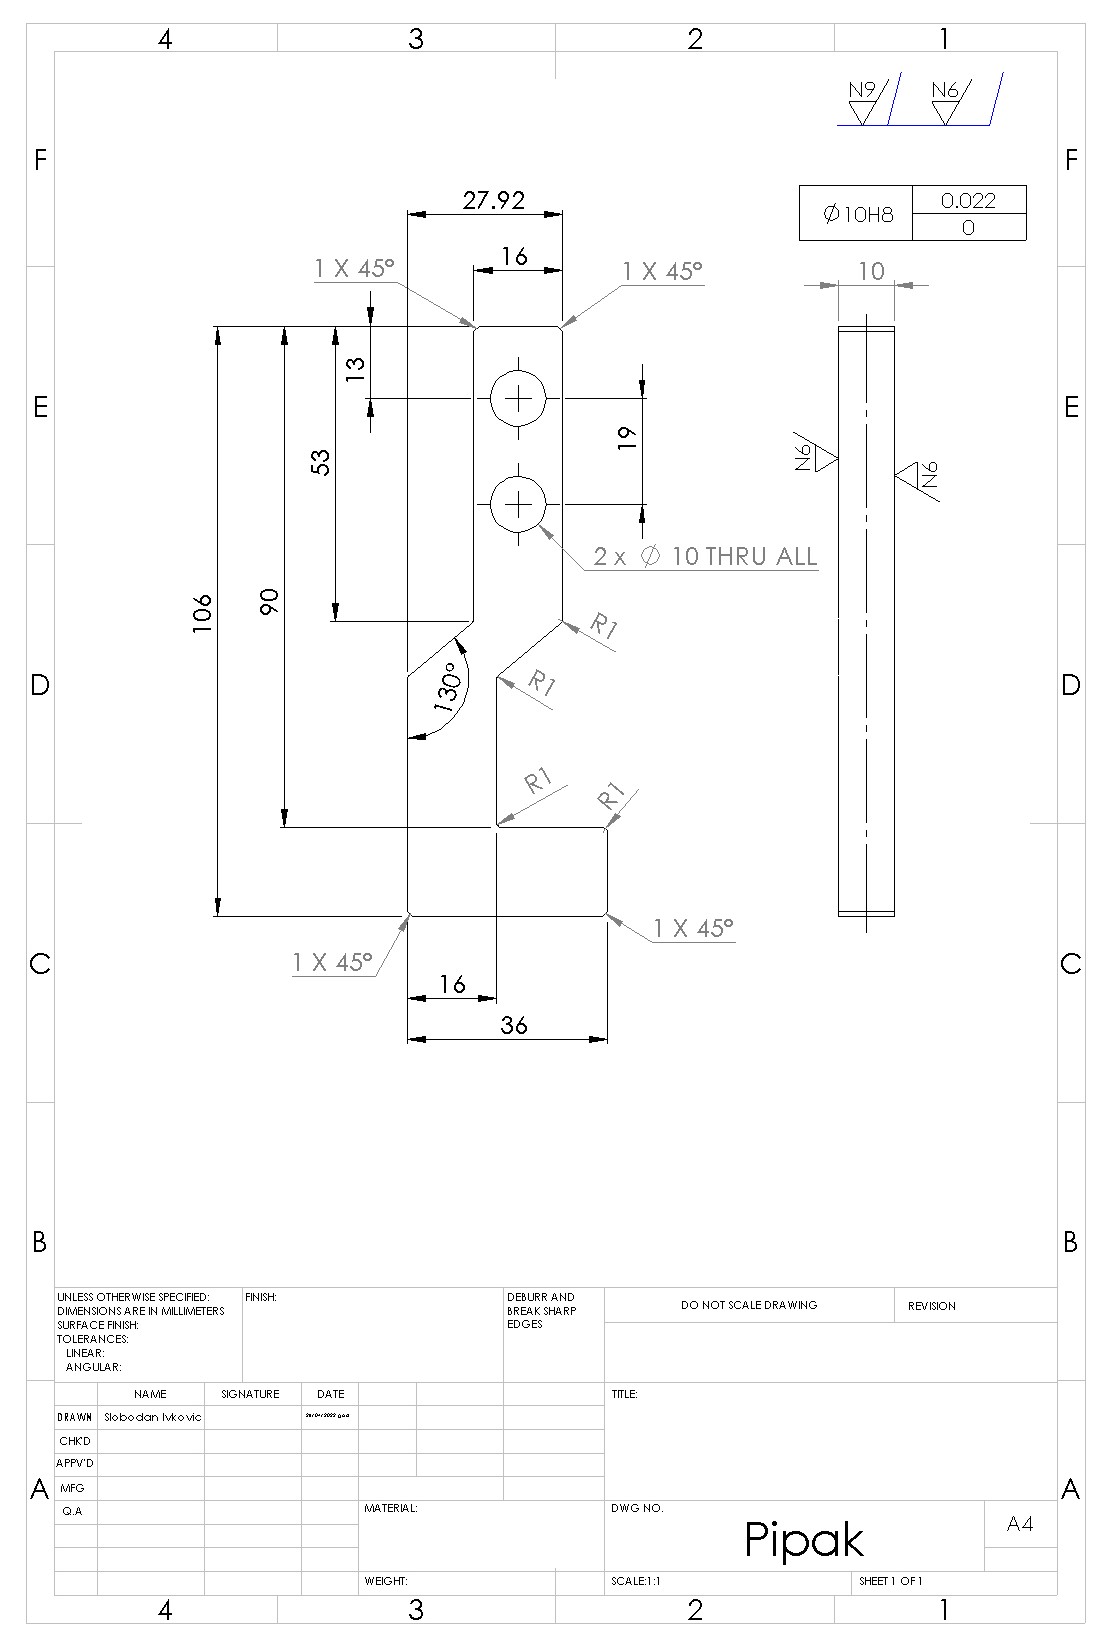 4 3 2 1
N9 N6
F F
27.92
⌀10H8 0.022
0
16
1 X 45° 1 X 45° 10
13
E E
19
53
N6 N6
2 x ⌀ 10 THRU ALL
106
90
R1
D D
130°
R1
R1 R1
1 X 45°
C C
1 X 45°
16
36
B B
UNLESS OTHERWISE SPECIFIED:
DIMENSIONS ARE IN MILLIMETERS
SURFACE FINISH:
TOLERANCES:
LINEAR:
ANGULAR:
FINISH:
DEBURR AND
BREAK SHARP
EDGES
DO NOT SCALE DRAWING
REVISION
NAME SIGNATURE DATE
TITLE:
DRAWN Slobodan Ivkovic
CHK'D
APPV'D
MFG
A A
Q.A
MATERIAL:
DWG NO.
Pipak
A4
WEIGHT:
SCALE:1:1
SHEET 1 OF 1
4 3 2 1